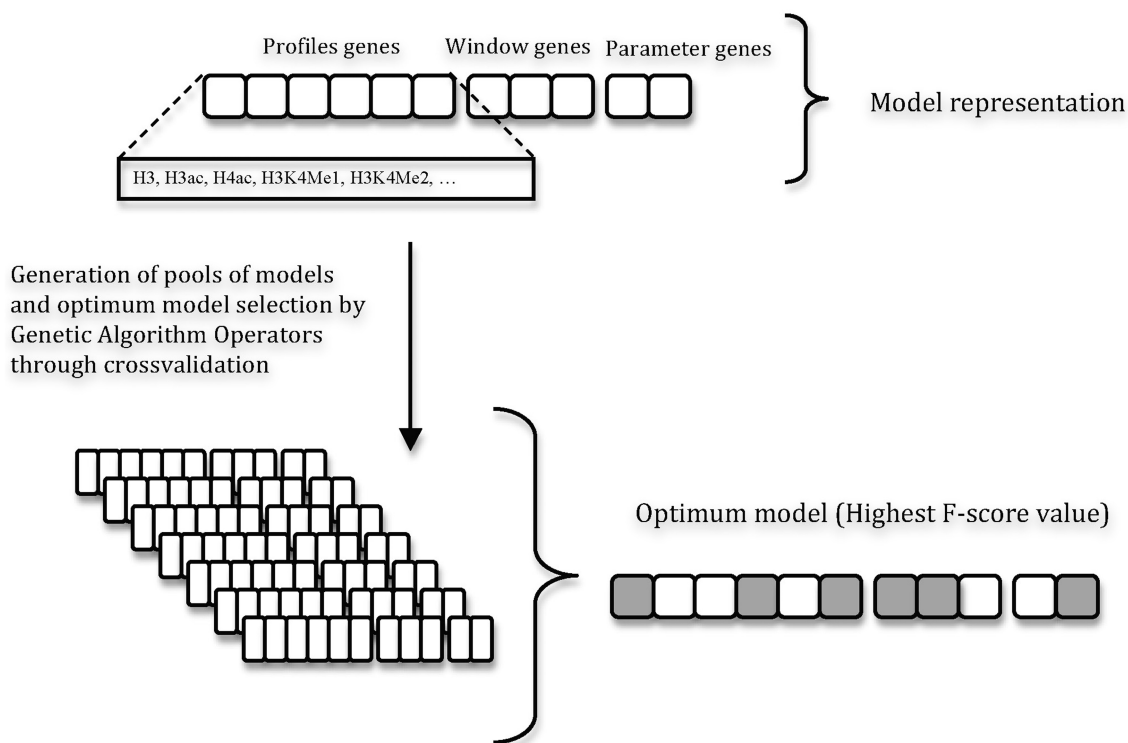 Profiles genes
Window genes
Parameter genes
Model representation
H3, H3ac, H4ac, H3K4Me1, H3K4Me2, …
Generation of pools of models
and optimum model selection by
Genetic Algorithm Operators
through crossvalidation
Optimum model (Highest F-score value)